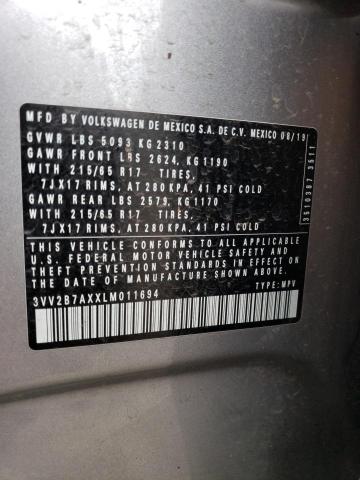 MFD BY VOLKSWAGEN DE MEXICO S.A. DE C.V. MEXICO 08/19
GVWR LBS 5093 KG2310
GAWR FRONT LBS 2624, KG1190
WITH 215/65 R17 TIRES,
7JX17 RIMS, AT 280KPA, 41 PSI COLD
GAWR REAR LBS 2579, KG1170
WITH 215/65 R17 TIRES,
7JX17 RIMS, AT 280KPA, 41 PSI COLD
THIS VEHICLE CONFORMS TO ALL APPLICABLE
U.S. FEDERAL MOTOR VEHICLE SAFETY
STANDARDS IN EFFECT ON THE
DATE OF MANUFACTURE SHOWN ABOVE.
3VV2B7AXXLM011694
TYPE: MPV
3510387 3511